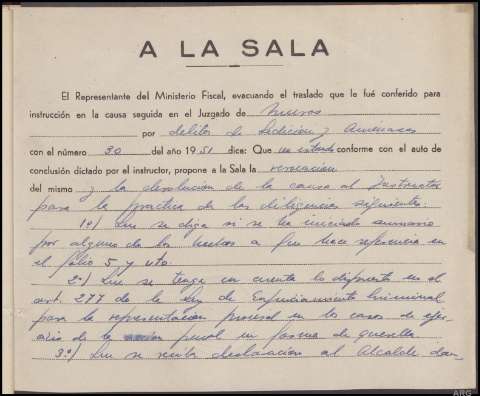 A LA SALA
El Representante del Ministerio Fiscal, evacuando el traslado que le fué conferido para
instrucción en la causa seguida en el Juzgado de Muros
por delitos de Sedición y Amenazas
con el número 30 del año 1951 dice: Que no estando conforme con el auto de
conclusión dictado por el instructor, propone a Sala la revocación
del mismo y la devolución de la causa al Instructor
para la práctica de las diligencias siguientes:
1º) Que se diga si se ha iniciado sumario
por alguno de los hechos a que hace referencia en
el folio 5 y vto.
2º) Que se traiga en cuenta lo dispuesto en el
art. 277 de la Ley de Enjuiciamiento Criminal
para la representación procesal en los casos de ejer-
cicio de la penal en forma de querella.
3º) Que se reciba declaración al Alcalde don
ARG